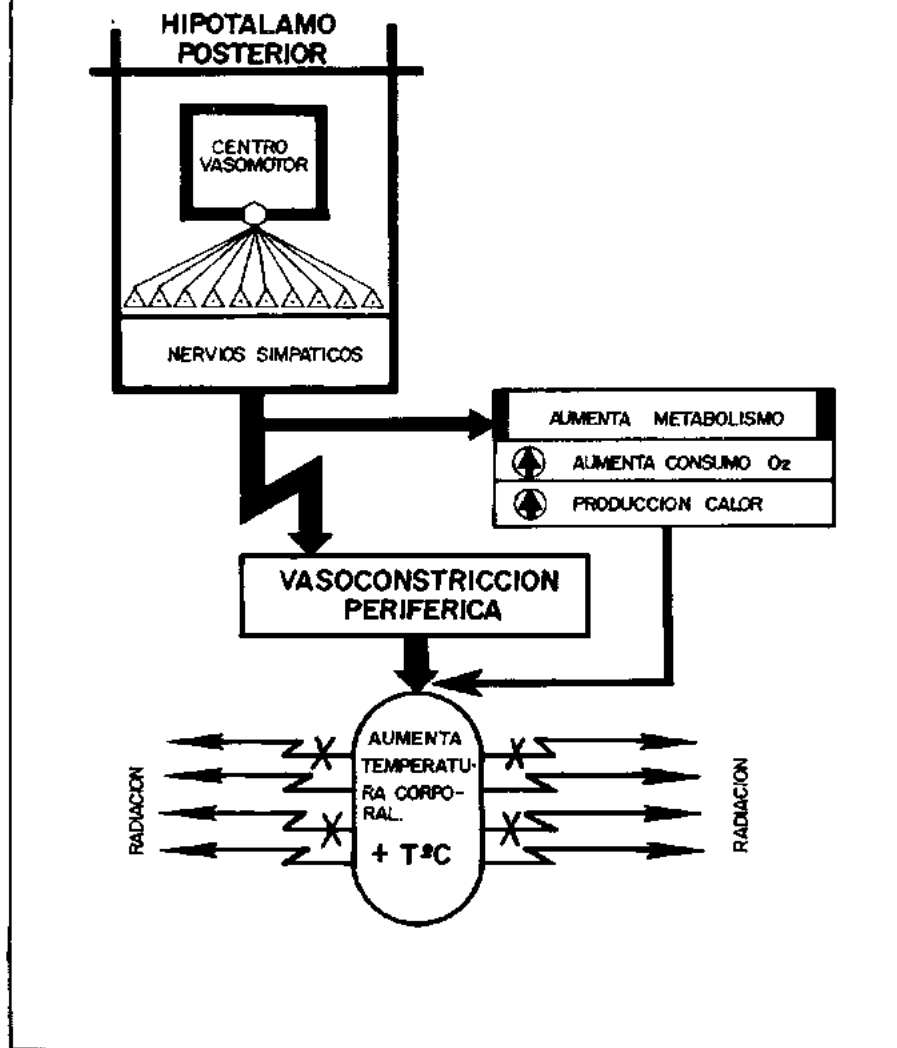 HIPOTALAMO
POSTERIOR
CENTRO
VASOMOTOR
NERVIOS SIMPATICOS
AUMENTA METABOLISMO
AUMENTA CONSUMO O2
PRODUCCION CALOR
VASOCONSTRICCION
PERIFERICA
AUMENTA
TEMPERATU-
RA CORPO-
RAL.
+ TºC
RADIACION
RADIACION